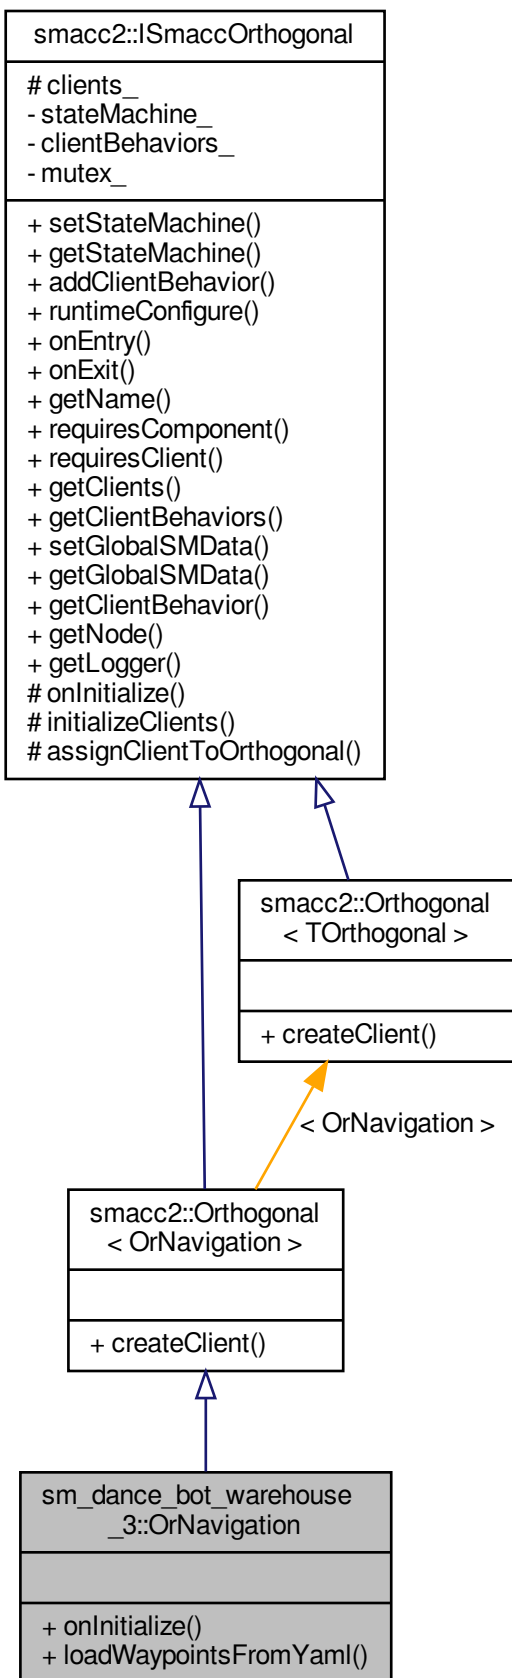 smacc2::ISmaccOrthogonal
# clients_
- stateMachine_
- clientBehaviors_
- mutex_
+ setStateMachine()
+ getStateMachine()
+ addClientBehavior()
+ runtimeConfigure()
+ onEntry()
+ onExit()
+ getName()
+ requiresComponent()
+ requiresClient()
+ getClients()
+ getClientBehaviors()
+ setGlobalSMData()
+ getGlobalSMData()
+ getClientBehavior()
+ getNode()
+ getLogger()
# onInitialize()
# initializeClients()
# assignClientToOrthogonal()
smacc2::Orthogonal
< TOrthogonal >
+ createClient()
< OrNavigation >
smacc2::Orthogonal
< OrNavigation >
+ createClient()
sm_dance_bot_warehouse
_3::OrNavigation
+ onInitialize()
+ loadWaypointsFromYaml()